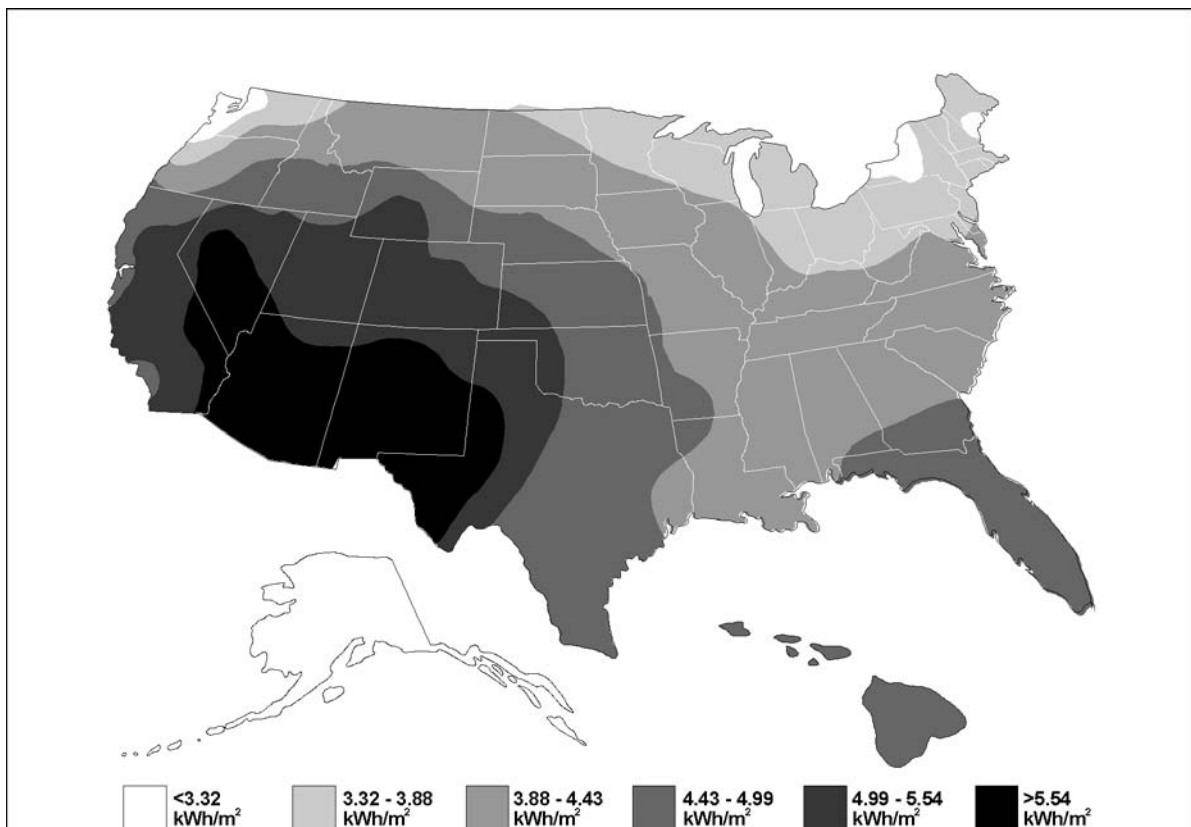 <3.32
kWh/m²
3.32 - 3.88
kWh/m²
3.88 - 4.43
kWh/m²
4.43 - 4.99
kWh/m²
4.99 - 5.54
kWh/m²
>5.54
kWh/m²